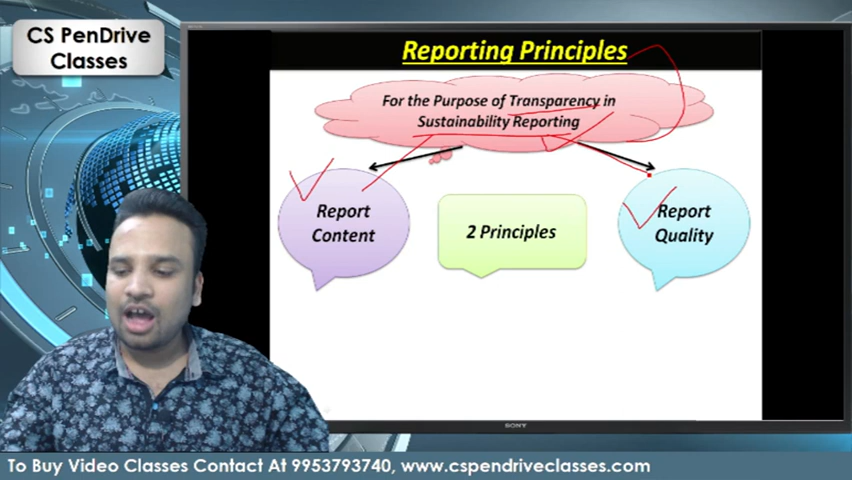 CS PenDrive
Classes
Reporting Principles
For the Purpose of Transparency in
Sustainability Reporting
Report
Content
2 Principles
Report
Quality
SONY
To Buy Video Classes Contact At 9953793740, www.cspendriveclasses.com